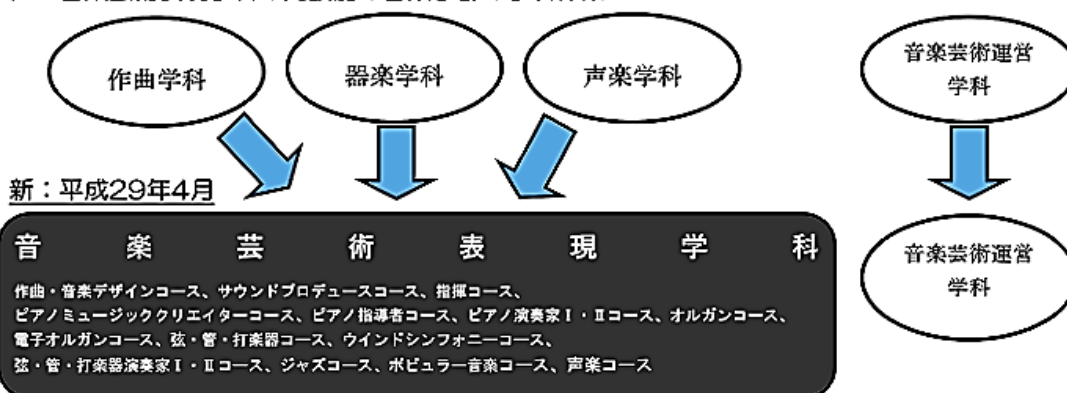 作曲学科
器楽学科
声楽学科
音楽芸術運営
学科
新：平成29年4月
音楽芸術表現学科
作曲・音楽デザインコース、サウンドプロデュースコース、指揮コース、
ピアノミュージッククリエイターコース、ピアノ指導者コース、ピアノ演奏家Ⅰ・Ⅱコース、オルガンコース、
電子オルガンコース、弦・管・打楽器コース、ウインドシンフォニーコース、
弦・管・打楽器演奏家Ⅰ・Ⅱコース、ジャズコース、ポピュラー音楽コース、声楽コース
音楽芸術運営
学科